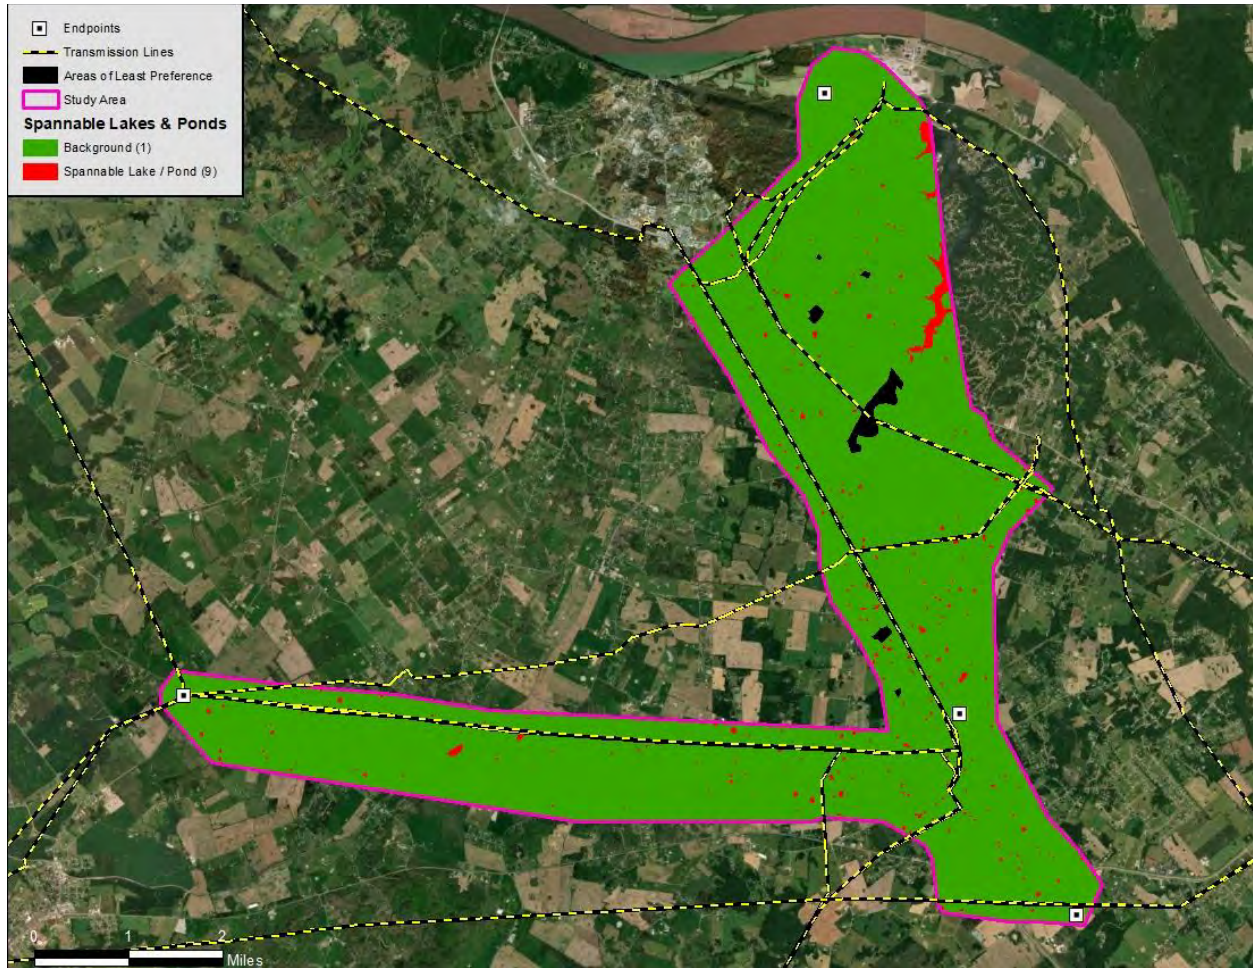 Endpoints
Transmission Lines
Areas of Least Preference
Study Area
Spannable Lakes & Ponds
Background (1)
Spannable Lake / Pond (9)
0 1 2
Miles